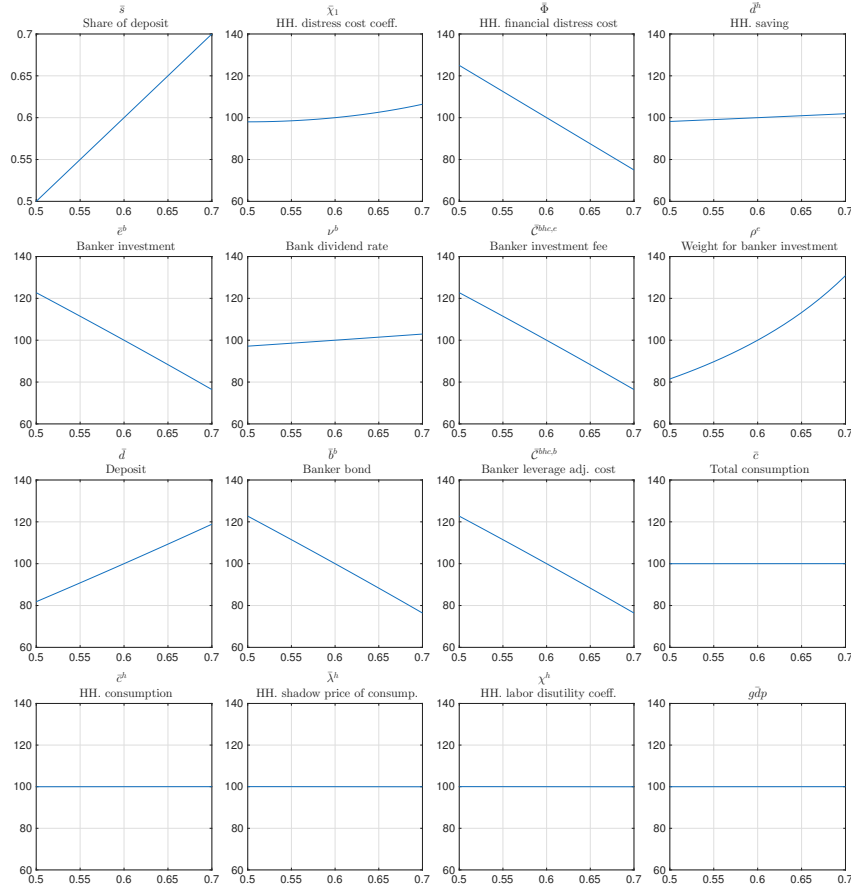 s̄ χ̄₁ Φ̄ d̄ʰ
Share of deposit HH. distress cost coeff. HH. financial distress cost HH. saving
0.7 140 140 140
0.65 120 120 120
0.6 100 100 100
0.55 80 80 80
0.5 60 60 60
0.5 0.55 0.6 0.65 0.7 0.5 0.55 0.6 0.65 0.7 0.5 0.55 0.6 0.65 0.7 0.5 0.55 0.6 0.65 0.7
ēᵇ νᵇ C̄ᵇʰᶜ,ᵉ ρᵉ
Banker investment Bank dividend rate Banker investment fee Weight for banker investment
140 140 140 140
120 120 120 120
100 100 100 100
80 80 80 80
60 60 60 60
0.5 0.55 0.6 0.65 0.7 0.5 0.55 0.6 0.65 0.7 0.5 0.55 0.6 0.65 0.7 0.5 0.55 0.6 0.65 0.7
d̄ b̄ᵇ C̄ᵇʰᶜ,ᵇ c̄
Deposit Banker bond Banker leverage adj. cost Total consumption
140 140 140 140
120 120 120 120
100 100 100 100
80 80 80 80
60 60 60 60
0.5 0.55 0.6 0.65 0.7 0.5 0.55 0.6 0.65 0.7 0.5 0.55 0.6 0.65 0.7 0.5 0.55 0.6 0.65 0.7
c̄ʰ λ̄ʰ χʰ gd̄p
HH. consumption HH. shadow price of consump. HH. labor disutility coeff.
140 140 140 140
120 120 120 120
100 100 100 100
80 80 80 80
60 60 60 60
0.5 0.55 0.6 0.65 0.7 0.5 0.55 0.6 0.65 0.7 0.5 0.55 0.6 0.65 0.7 0.5 0.55 0.6 0.65 0.7